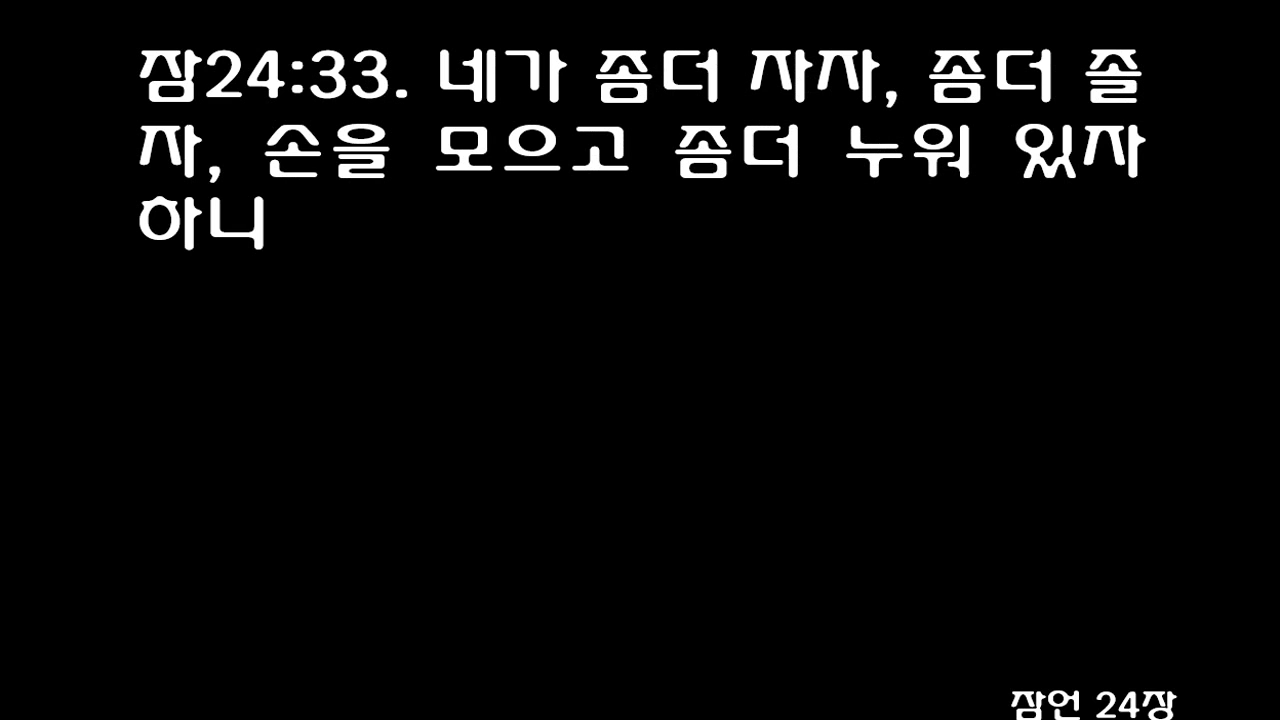 잠24:33. 네가 좀더 자자, 좀더 졸
자, 손을 모으고 좀더 누워 있자
하니
잠언 24장